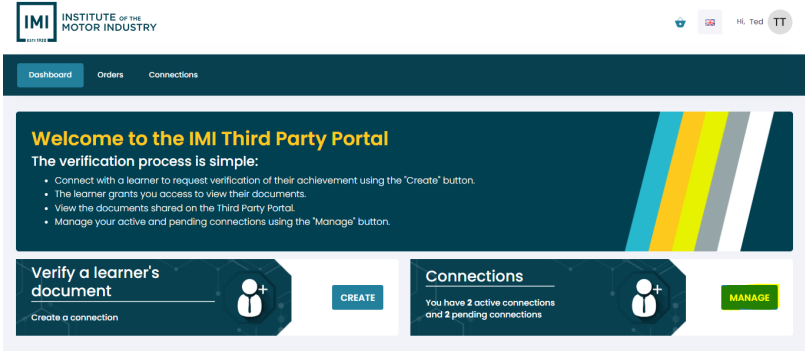 IMI
INSTITUTE OF THE
MOTOR INDUSTRY
ESTD 1920
Hi, Ted
TT
Dashboard
Orders
Connections
Welcome to the IMI Third Party Portal
The verification process is simple:
• Connect with a learner to request verification of their achievement using the "Create" button.
• The learner grants you access to view their documents.
• View the documents shared on the Third Party Portal.
• Manage your active and pending connections using the "Manage" button.
Verify a learner's
document
Create a connection
CREATE
Connections
You have 2 active connections
and 2 pending connections
MANAGE